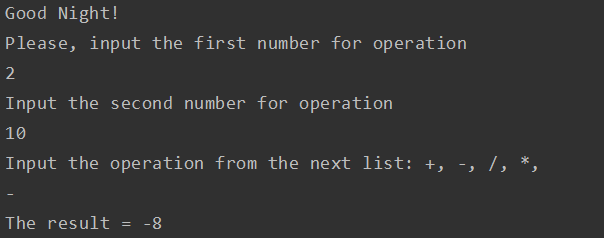 Good Night!
Please, input the first number for operation
2
Input the second number for operation
10
Input the operation from the next list: +, -, /, *,
-
The result = -8